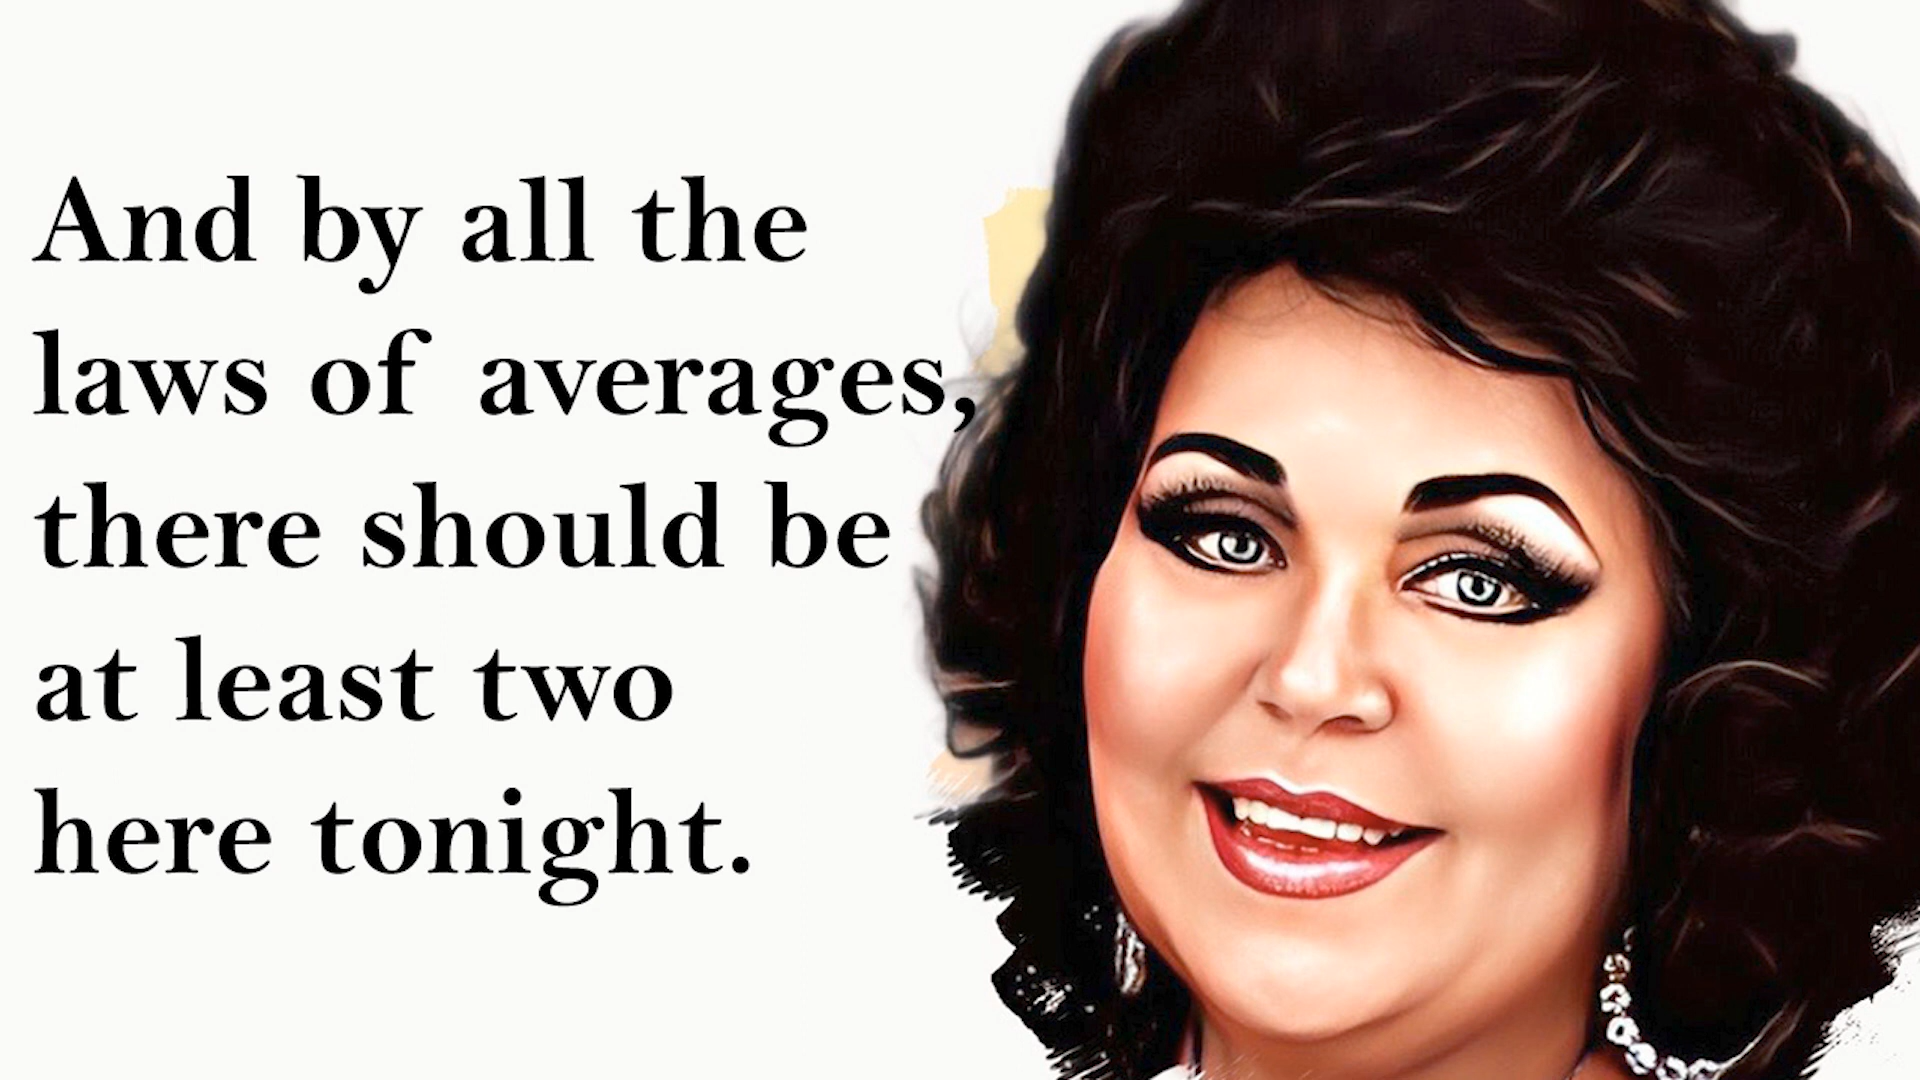 And by all the
laws of averages,
there should be
at least two
here tonight.